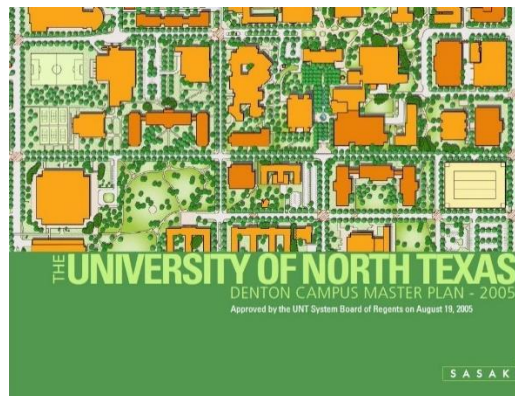 THE UNIVERSITY OF NORTH TEXAS
DENTON CAMPUS MASTER PLAN - 2005
Approved by the UNT System Board of Regents on August 19, 2005
SASAK